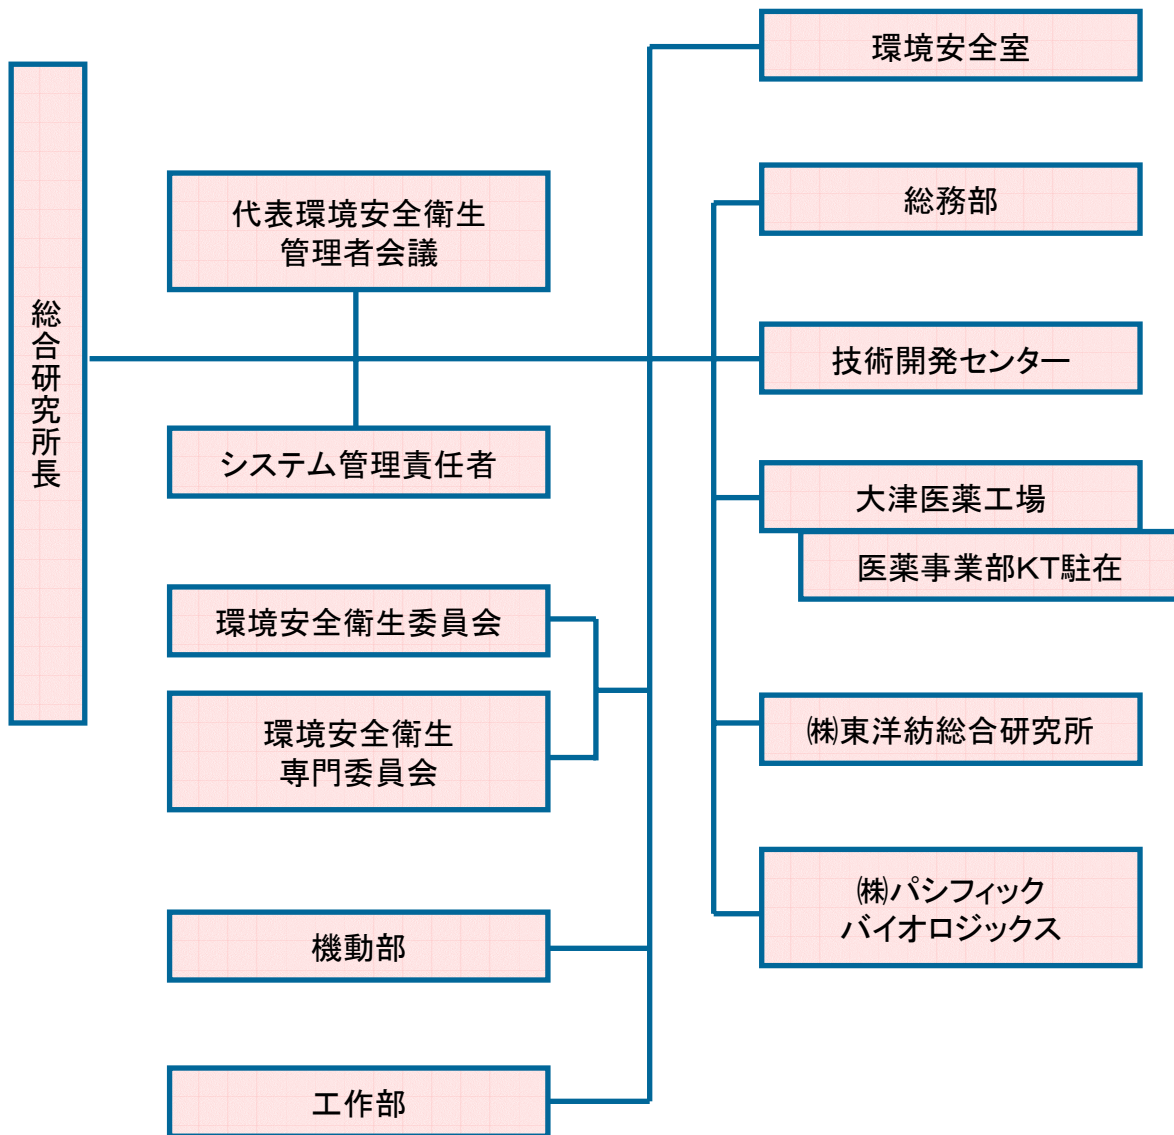 総合研究所長
代表環境安全衛生
管理者会議
システム管理責任者
環境安全衛生委員会
環境安全衛生
専門委員会
機動部
工作部
環境安全室
総務部
技術開発センター
大津医薬工場
医薬事業部KT駐在
㈱東洋紡総合研究所
㈱パシフィック
バイオロジックス